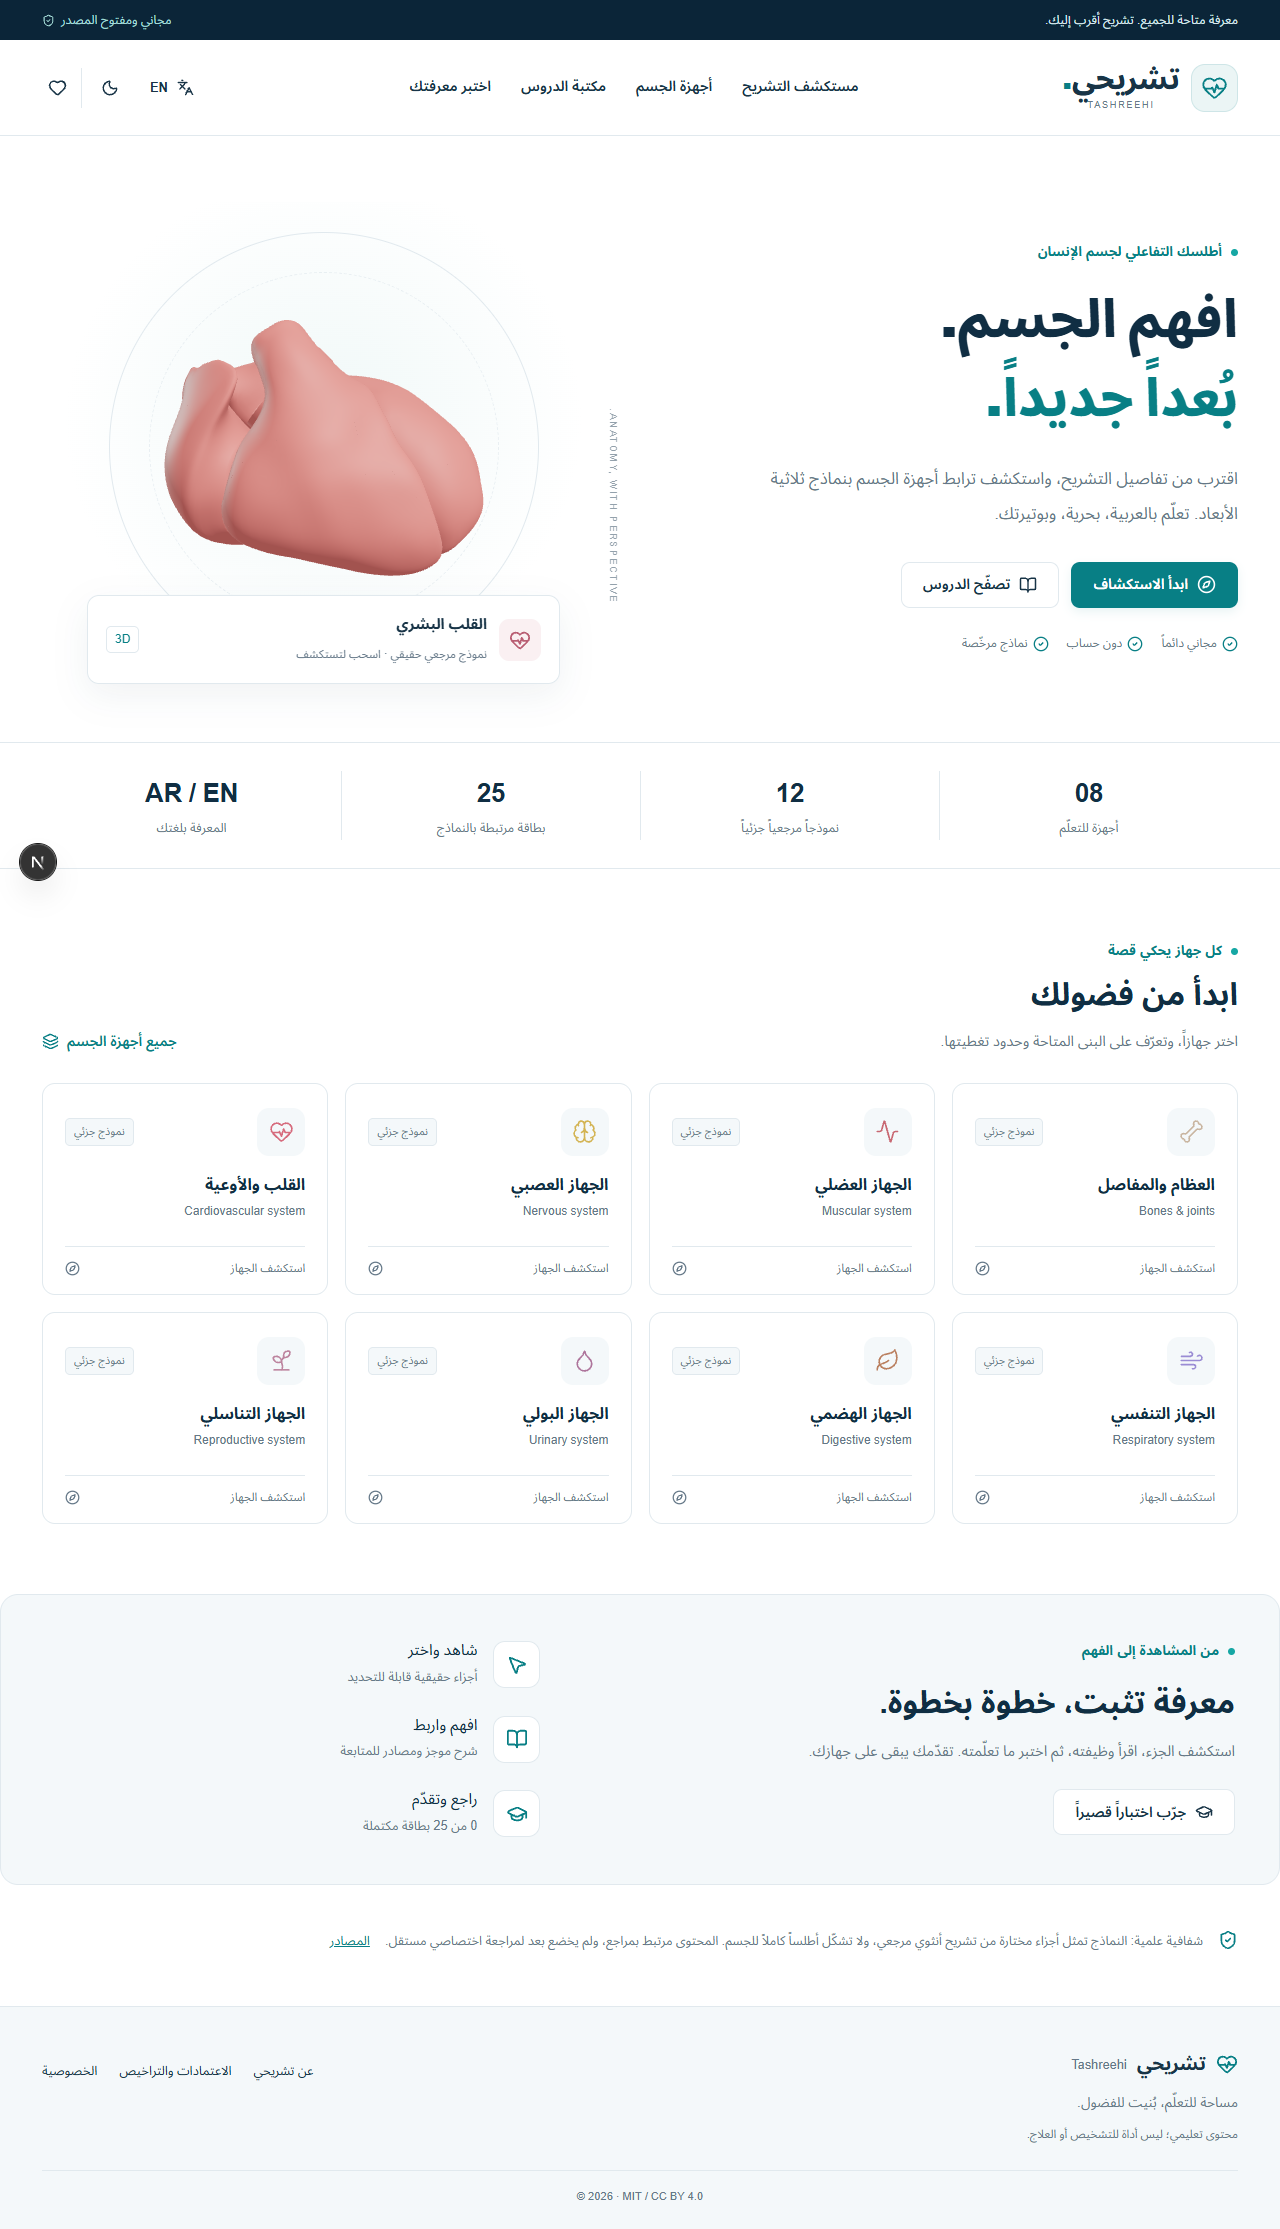 معرفة متاحة للجميع. تشريح أقرب إليك.
مجاني ومفتوح المصدر
تشريحي.
TASHREEHI
مستكشف التشريح
أجهزة الجسم
مكتبة الدروس
اختبر معرفتك
EN
أطلسك التفاعلي لجسم الإنسان
افهم الجسم.
بُعداً جديداً.
اقترب من تفاصيل التشريح، واستكشف ترابط أجهزة الجسم بنماذج ثلاثية
الأبعاد. تعلّم بالعربية، بحرية، وبوتيرتك.
ابدأ الاستكشاف
تصفّح الدروس
مجاني دائماً
دون حساب
نماذج مرخّصة
ANATOMY, WITH PERSPECTIVE.
القلب البشري
نموذج مرجعي حقيقي · اسحب لتستكشف
3D
08
أجهزة للتعلّم
12
نموذجاً مرجعياً جزئياً
25
بطاقة مرتبطة بالنماذج
AR / EN
المعرفة بلغتك
N
كل جهاز يحكي قصة
ابدأ من فضولك
اختر جهازاً، وتعرّف على البنى المتاحة وحدود تغطيتها.
جميع أجهزة الجسم
نموذج جزئي
العظام والمفاصل
Bones & joints
استكشف الجهاز
نموذج جزئي
الجهاز العضلي
Muscular system
استكشف الجهاز
نموذج جزئي
الجهاز العصبي
Nervous system
استكشف الجهاز
نموذج جزئي
القلب والأوعية
Cardiovascular system
استكشف الجهاز
نموذج جزئي
الجهاز التنفسي
Respiratory system
استكشف الجهاز
نموذج جزئي
الجهاز الهضمي
Digestive system
استكشف الجهاز
نموذج جزئي
الجهاز البولي
Urinary system
استكشف الجهاز
نموذج جزئي
الجهاز التناسلي
Reproductive system
استكشف الجهاز
من المشاهدة إلى الفهم
معرفة تثبت، خطوة بخطوة.
استكشف الجزء، اقرأ وظيفته، ثم اختبر ما تعلّمته. تقدّمك يبقى على جهازك.
جرّب اختباراً قصيراً
شاهد واختر
أجزاء حقيقية قابلة للتحديد
افهم واربط
شرح موجز ومصادر للمتابعة
راجع وتقدّم
0 من 25 بطاقة مكتملة
شفافية علمية: النماذج تمثل أجزاء مختارة من تشريح أنثوي مرجعي، ولا تشكّل أطلساً كاملاً للجسم. المحتوى مرتبط بمراجع، ولم يخضع بعد لمراجعة اختصاصي مستقل. المصادر
تشريحي Tashreehi
مساحة للتعلّم، بُنيت للفضول.
محتوى تعليمي؛ ليس أداة للتشخيص أو العلاج.
عن تشريحي
الاعتمادات والتراخيص
الخصوصية
© 2026 · MIT / CC BY 4.0